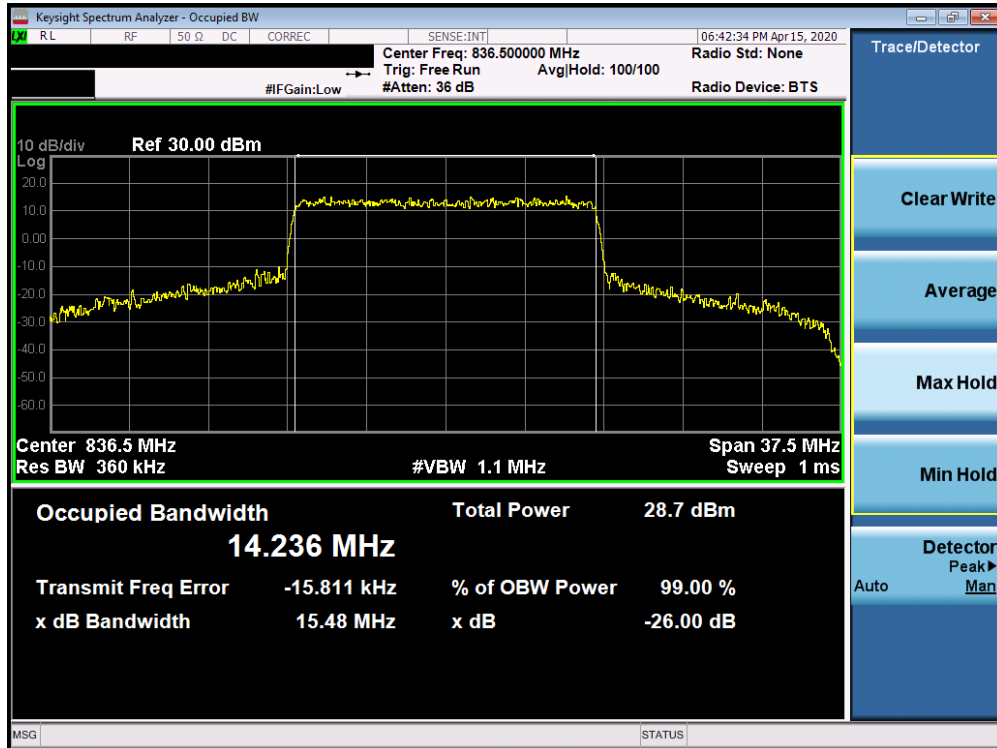 Keysight Spectrum Analyzer - Occupied BW
LXI RL RF 50 Ω DC CORREC SENSE:INT 06:42:34 PM Apr 15, 2020
Center Freq: 836.500000 MHz Radio Std: None
Trig: Free Run Avg|Hold: 100/100
#IFGain:Low #Atten: 36 dB Radio Device: BTS
10 dB/div Ref 30.00 dBm
Log
20.0
10.0
0.00
-10.0
-20.0
-30.0
-40.0
-50.0
-60.0
Center 836.5 MHz Span 37.5 MHz
Res BW 360 kHz #VBW 1.1 MHz Sweep 1 ms
Occupied Bandwidth Total Power 28.7 dBm
14.236 MHz
Transmit Freq Error -15.811 kHz % of OBW Power 99.00 %
x dB Bandwidth 15.48 MHz x dB -26.00 dB
MSG STATUS
Trace/Detector
Clear Write
Average
Max Hold
Min Hold
Detector
Peak▶
Auto Man